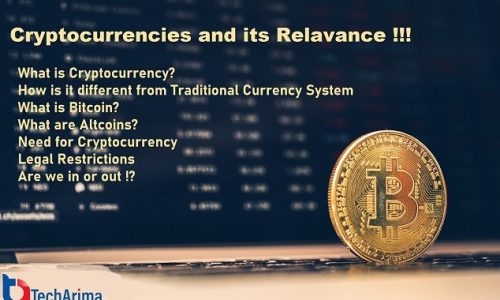 Cryptocurrencies and its Relavance !!!
What is Cryptocurrency?
How is it different from Traditional Currency System
What is Bitcoin?
What are Altcoins?
Need for Cryptocurrency
Legal Restrictions
Are we in or out !?
TechArima